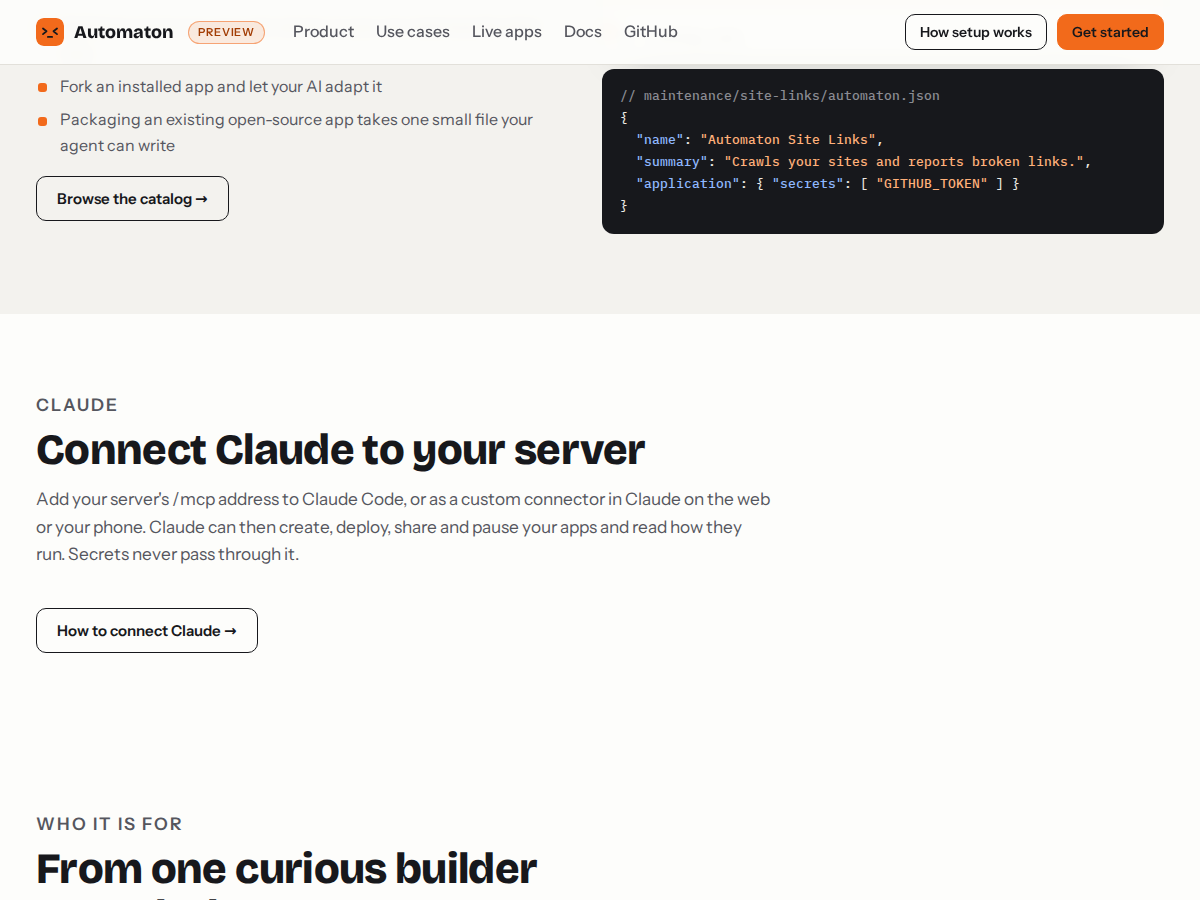 Automaton PREVIEW Product Use cases Live apps Docs GitHub How setup works Get started
Fork an installed app and let your AI adapt it
Packaging an existing open-source app takes one small file your
agent can write
Browse the catalog →
// maintenance/site-links/automaton.json
{
"name": "Automaton Site Links",
"summary": "Crawls your sites and reports broken links.",
"application": { "secrets": [ "GITHUB_TOKEN" ] }
}
CLAUDE
Connect Claude to your server
Add your server's /mcp address to Claude Code, or as a custom connector in Claude on the web
or your phone. Claude can then create, deploy, share and pause your apps and read how they
run. Secrets never pass through it.
How to connect Claude →
WHO IT IS FOR
From one curious builder